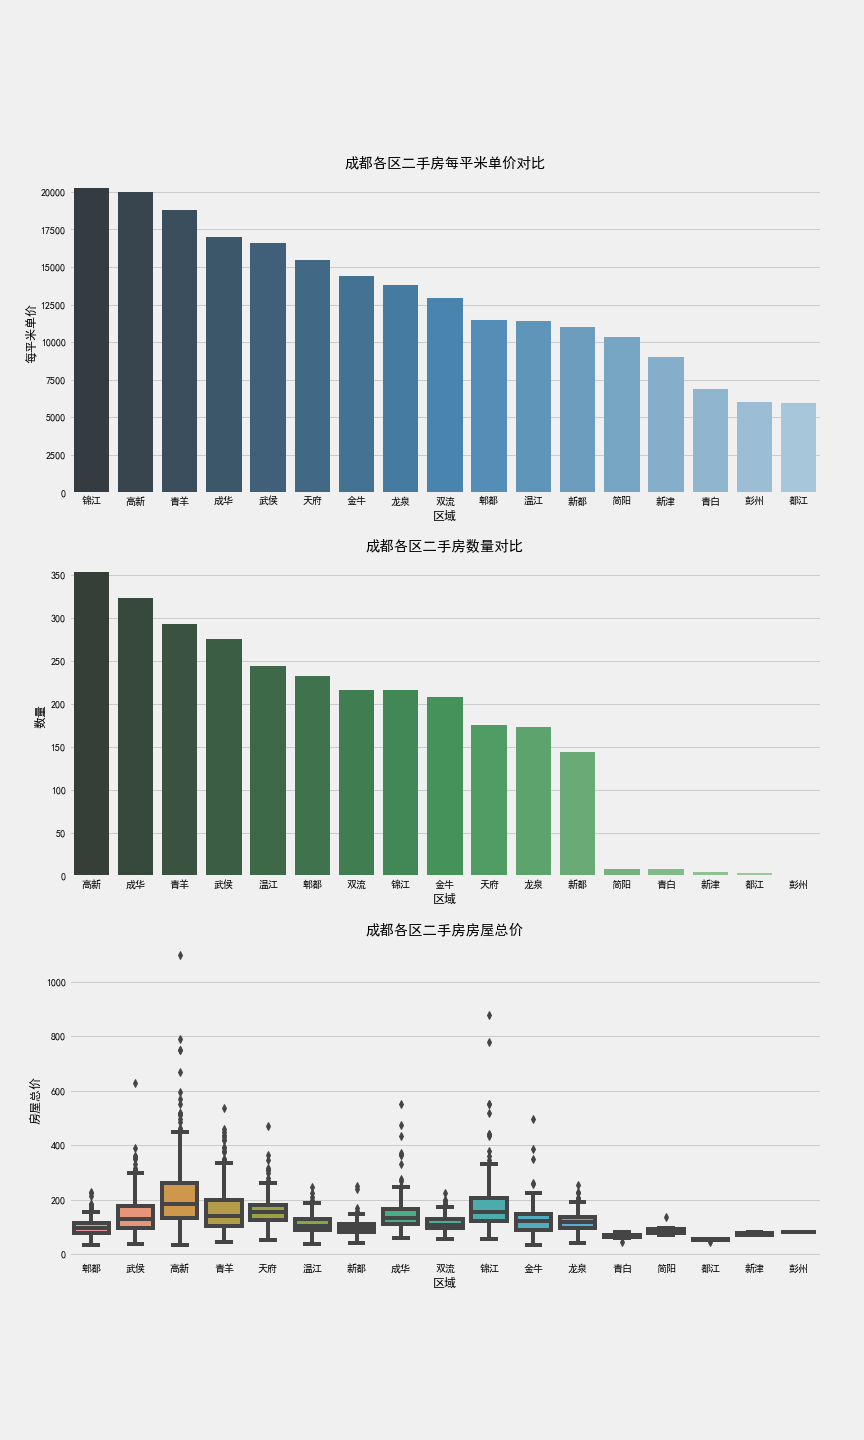 成都各区二手房每平米单价对比
20000
17500
15000
12500
10000
7500
5000
2500
0
每平米单价
锦江 高新 青羊 成华 武侯 天府 金牛 龙泉 双流 郫都 温江 新都 简阳 新津 青白 彭州 都江
区域
成都各区二手房数量对比
350
300
250
200
150
100
50
0
数量
高新 成华 青羊 武侯 温江 郫都 双流 锦江 金牛 天府 龙泉 新都 简阳 青白 新津 都江 彭州
区域
成都各区二手房房屋总价
1000
800
600
400
200
0
房屋总价
郫都 武侯 高新 青羊 天府 温江 新都 成华 双流 锦江 金牛 龙泉 青白 简阳 都江 新津 彭州
区域